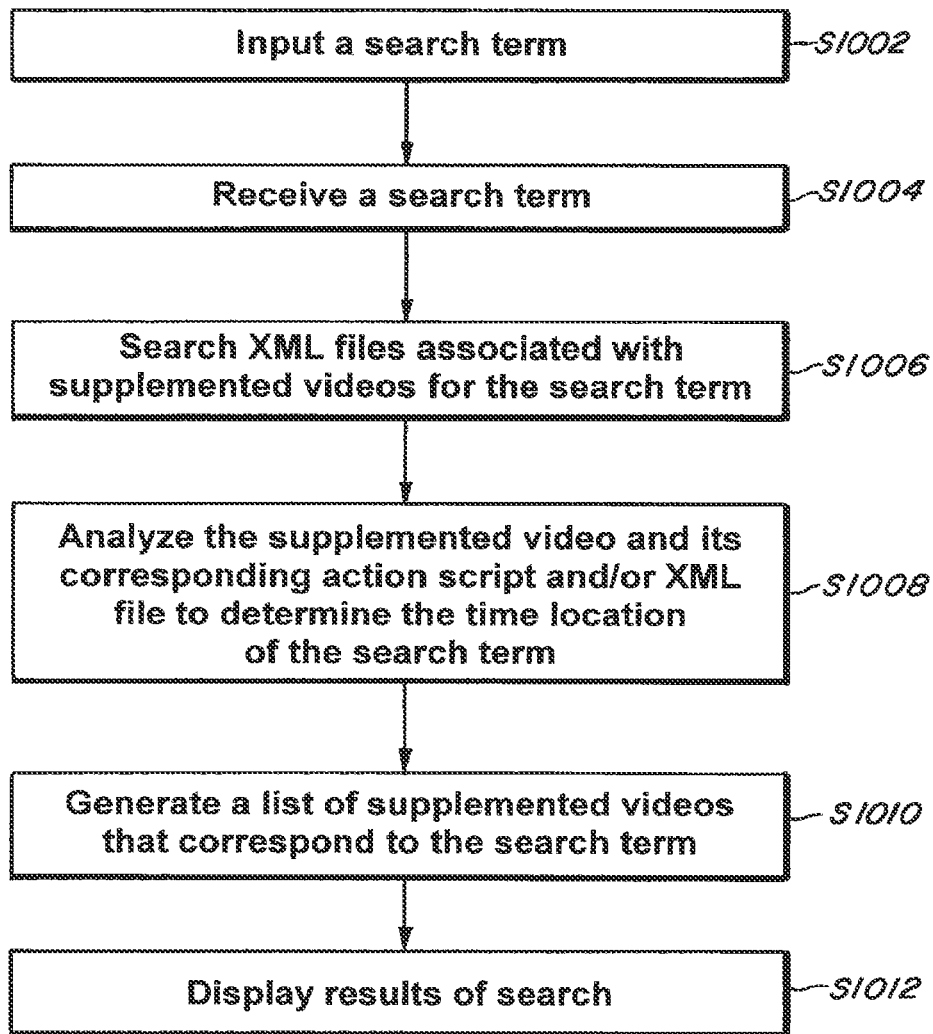 Input a search term
S1002
Receive a search term
S1004
Search XML files associated with
supplemented videos for the search term
S1006
Analyze the supplemented video and its
corresponding action script and/or XML
file to determine the time location
of the search term
S1008
Generate a list of supplemented videos
that correspond to the search term
S1010
Display results of search
S1012